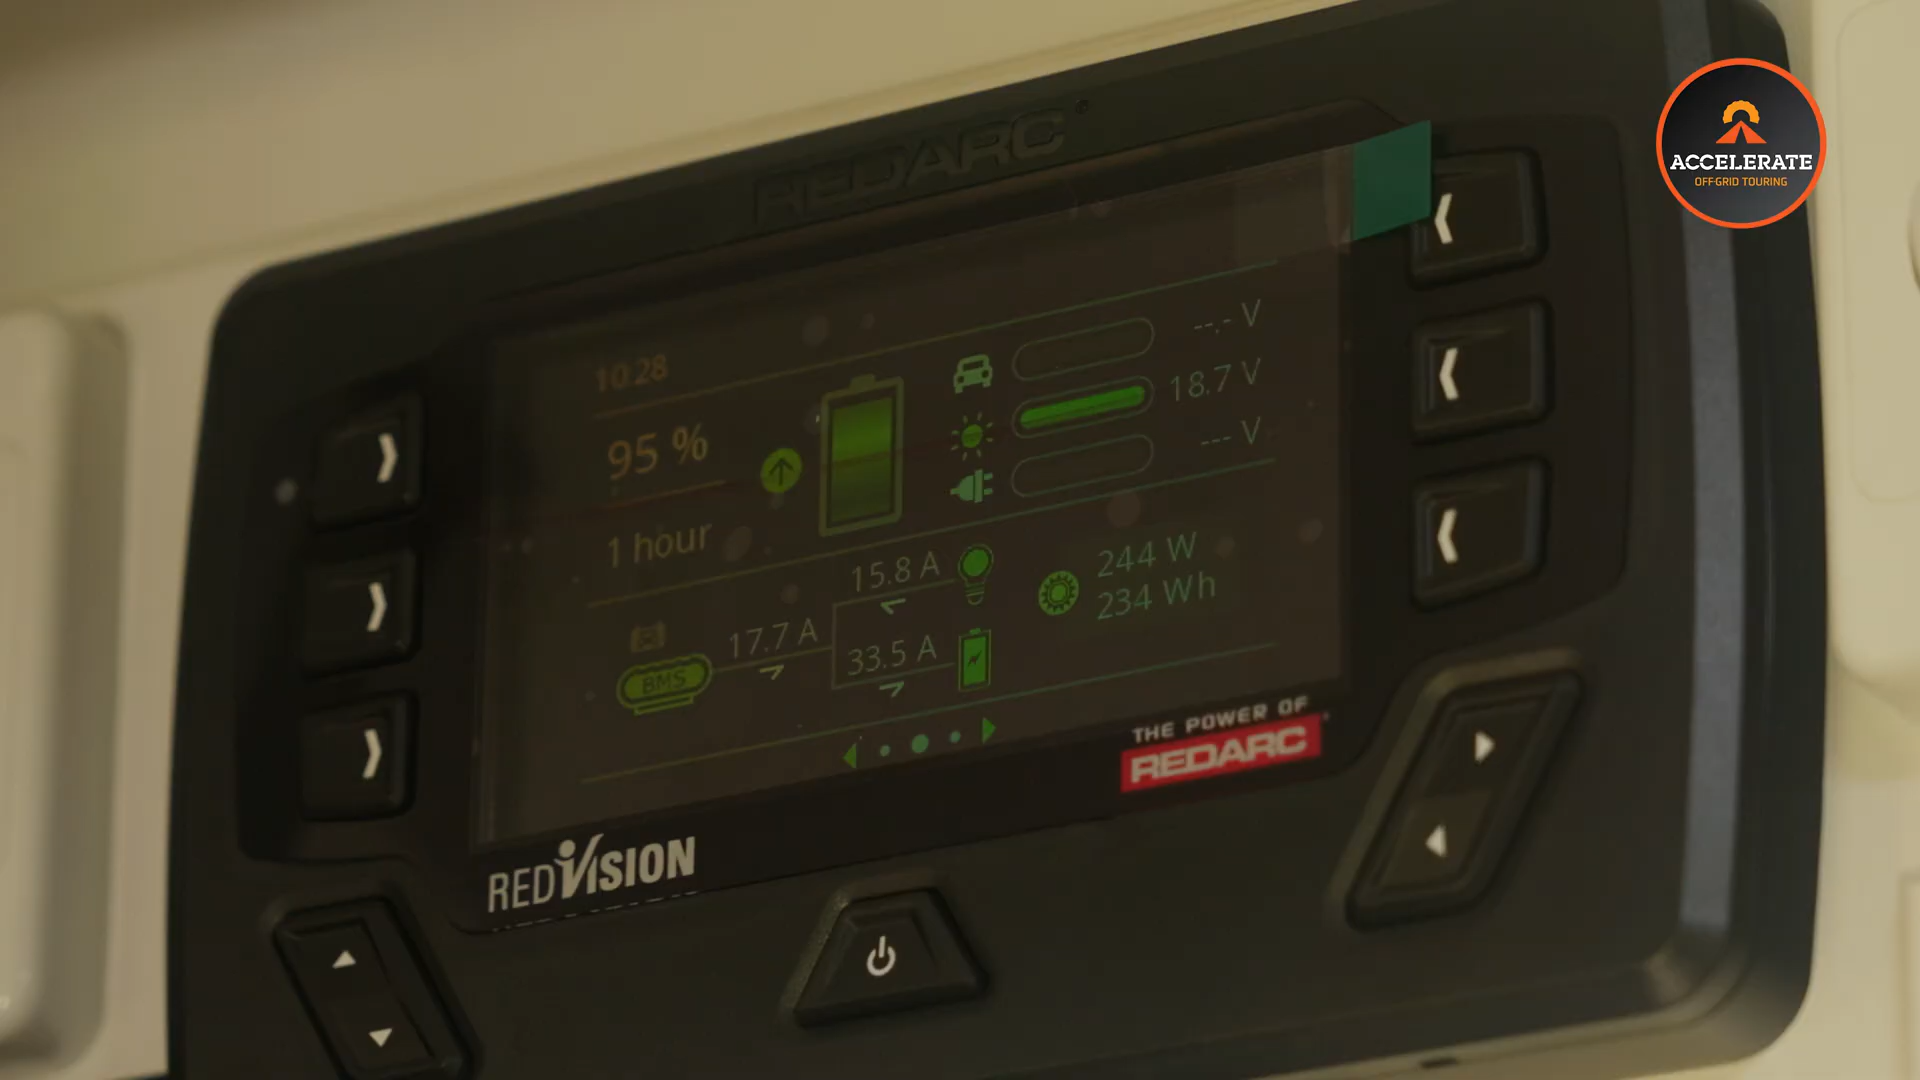 ACCELERATE
OFF-GRID TOURING
REDARC
10:28
95 %
1 hour
--.- V
18.7 V
--- V
15.8 A
17.7 A
33.5 A
BMS
244 W
234 Wh
THE POWER OF
REDARC
REDVISION